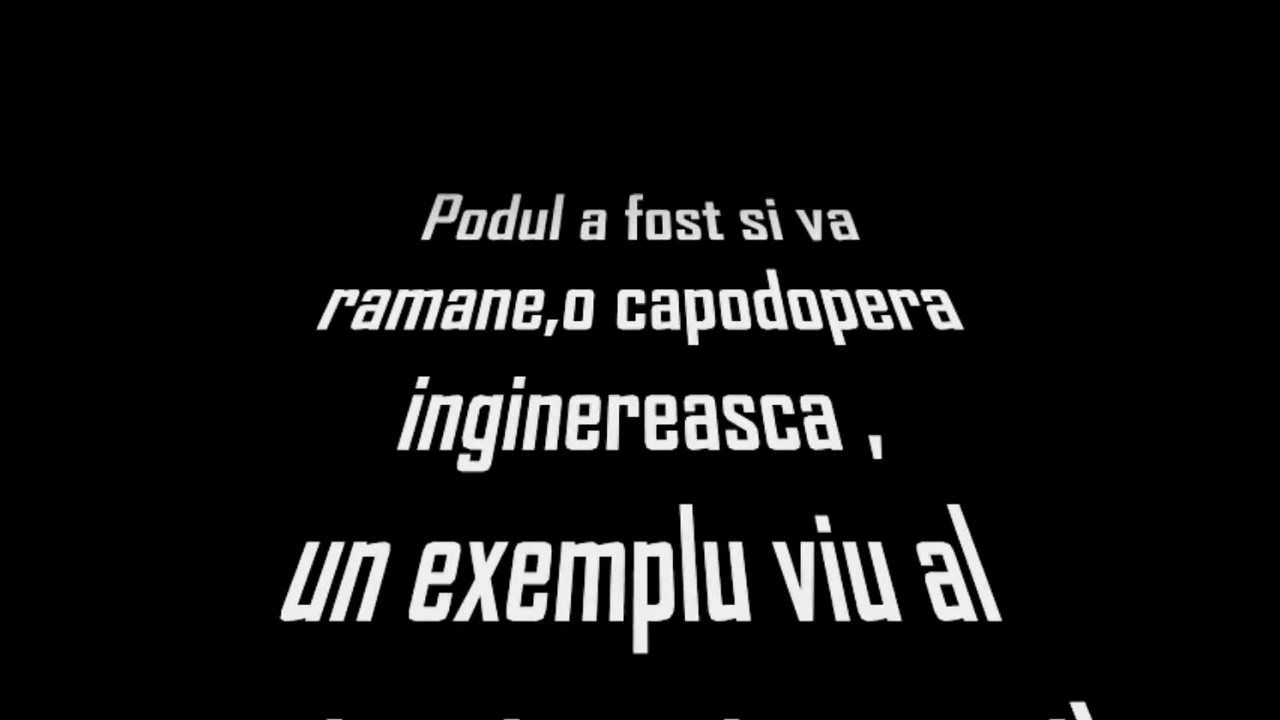 Podul a fost si va
ramane,o capodopera
inginereasca ,
un exemplu viu al